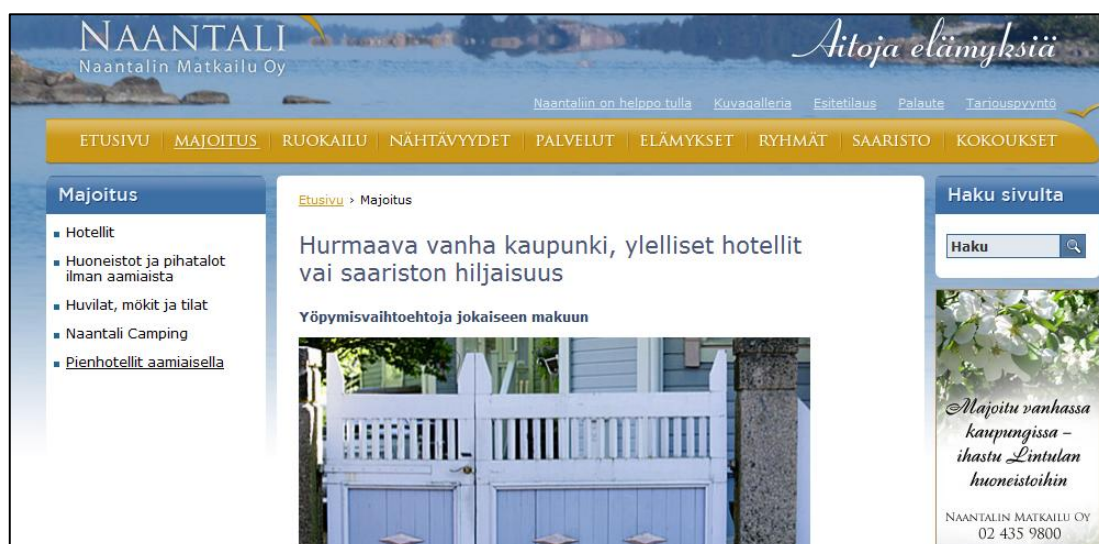 NAANTALI
Naantalin Matkailu Oy
Aitoja elämyksiä
Naantaliin on helppo tulla Kuvagalleria Esitetilaus Palaute Tarjouspyyntö
ETUSIVU MAJOITUS RUOKAILU NÄHTÄVYYDET PALVELUT ELÄMYKSET RYHMÄT SAARISTO KOKOUKSET
Majoitus
Hotellit
Huoneistot ja pihatalot
ilman aamiaista
Huvilat, mökit ja tilat
Naantali Camping
Pienhotellit aamiaisella
Etusivu › Majoitus
Hurmaava vanha kaupunki, ylelliset hotellit
vai saariston hiljaisuus
Yöpymisvaihtoehtoja jokaiseen makuun
Haku sivulta
Haku
Majoitu vanhassa
kaupungissa –
ihastu Lintulan
huoneistoihin
NAANTALIN MATKAILU OY
02 435 9800